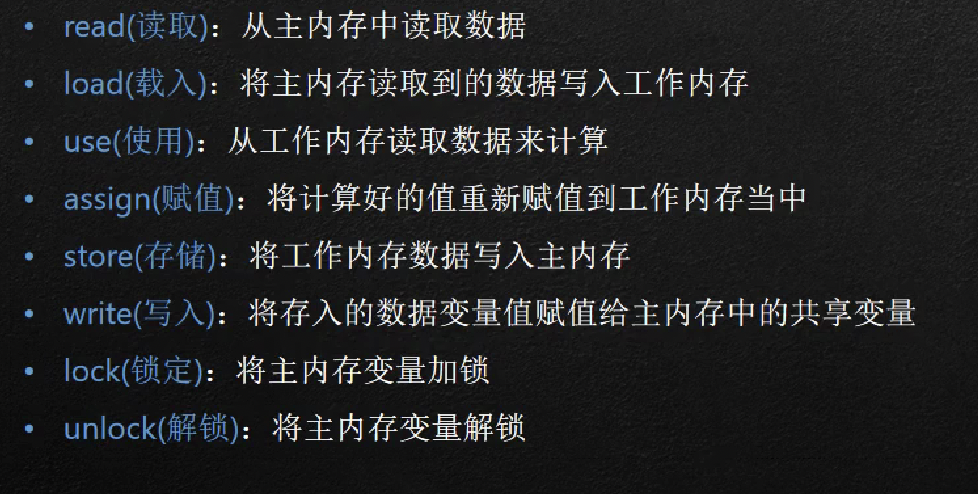 • read(读取)：从主内存中读取数据
• load(载入)：将主内存读取到的数据写入工作内存
• use(使用)：从工作内存读取数据来计算
• assign(赋值)：将计算好的值重新赋值到工作内存当中
• store(存储)：将工作内存数据写入主内存
• write(写入)：将存入的数据变量值赋值给主内存中的共享变量
• lock(锁定)：将主内存变量加锁
• unlock(解锁)：将主内存变量解锁